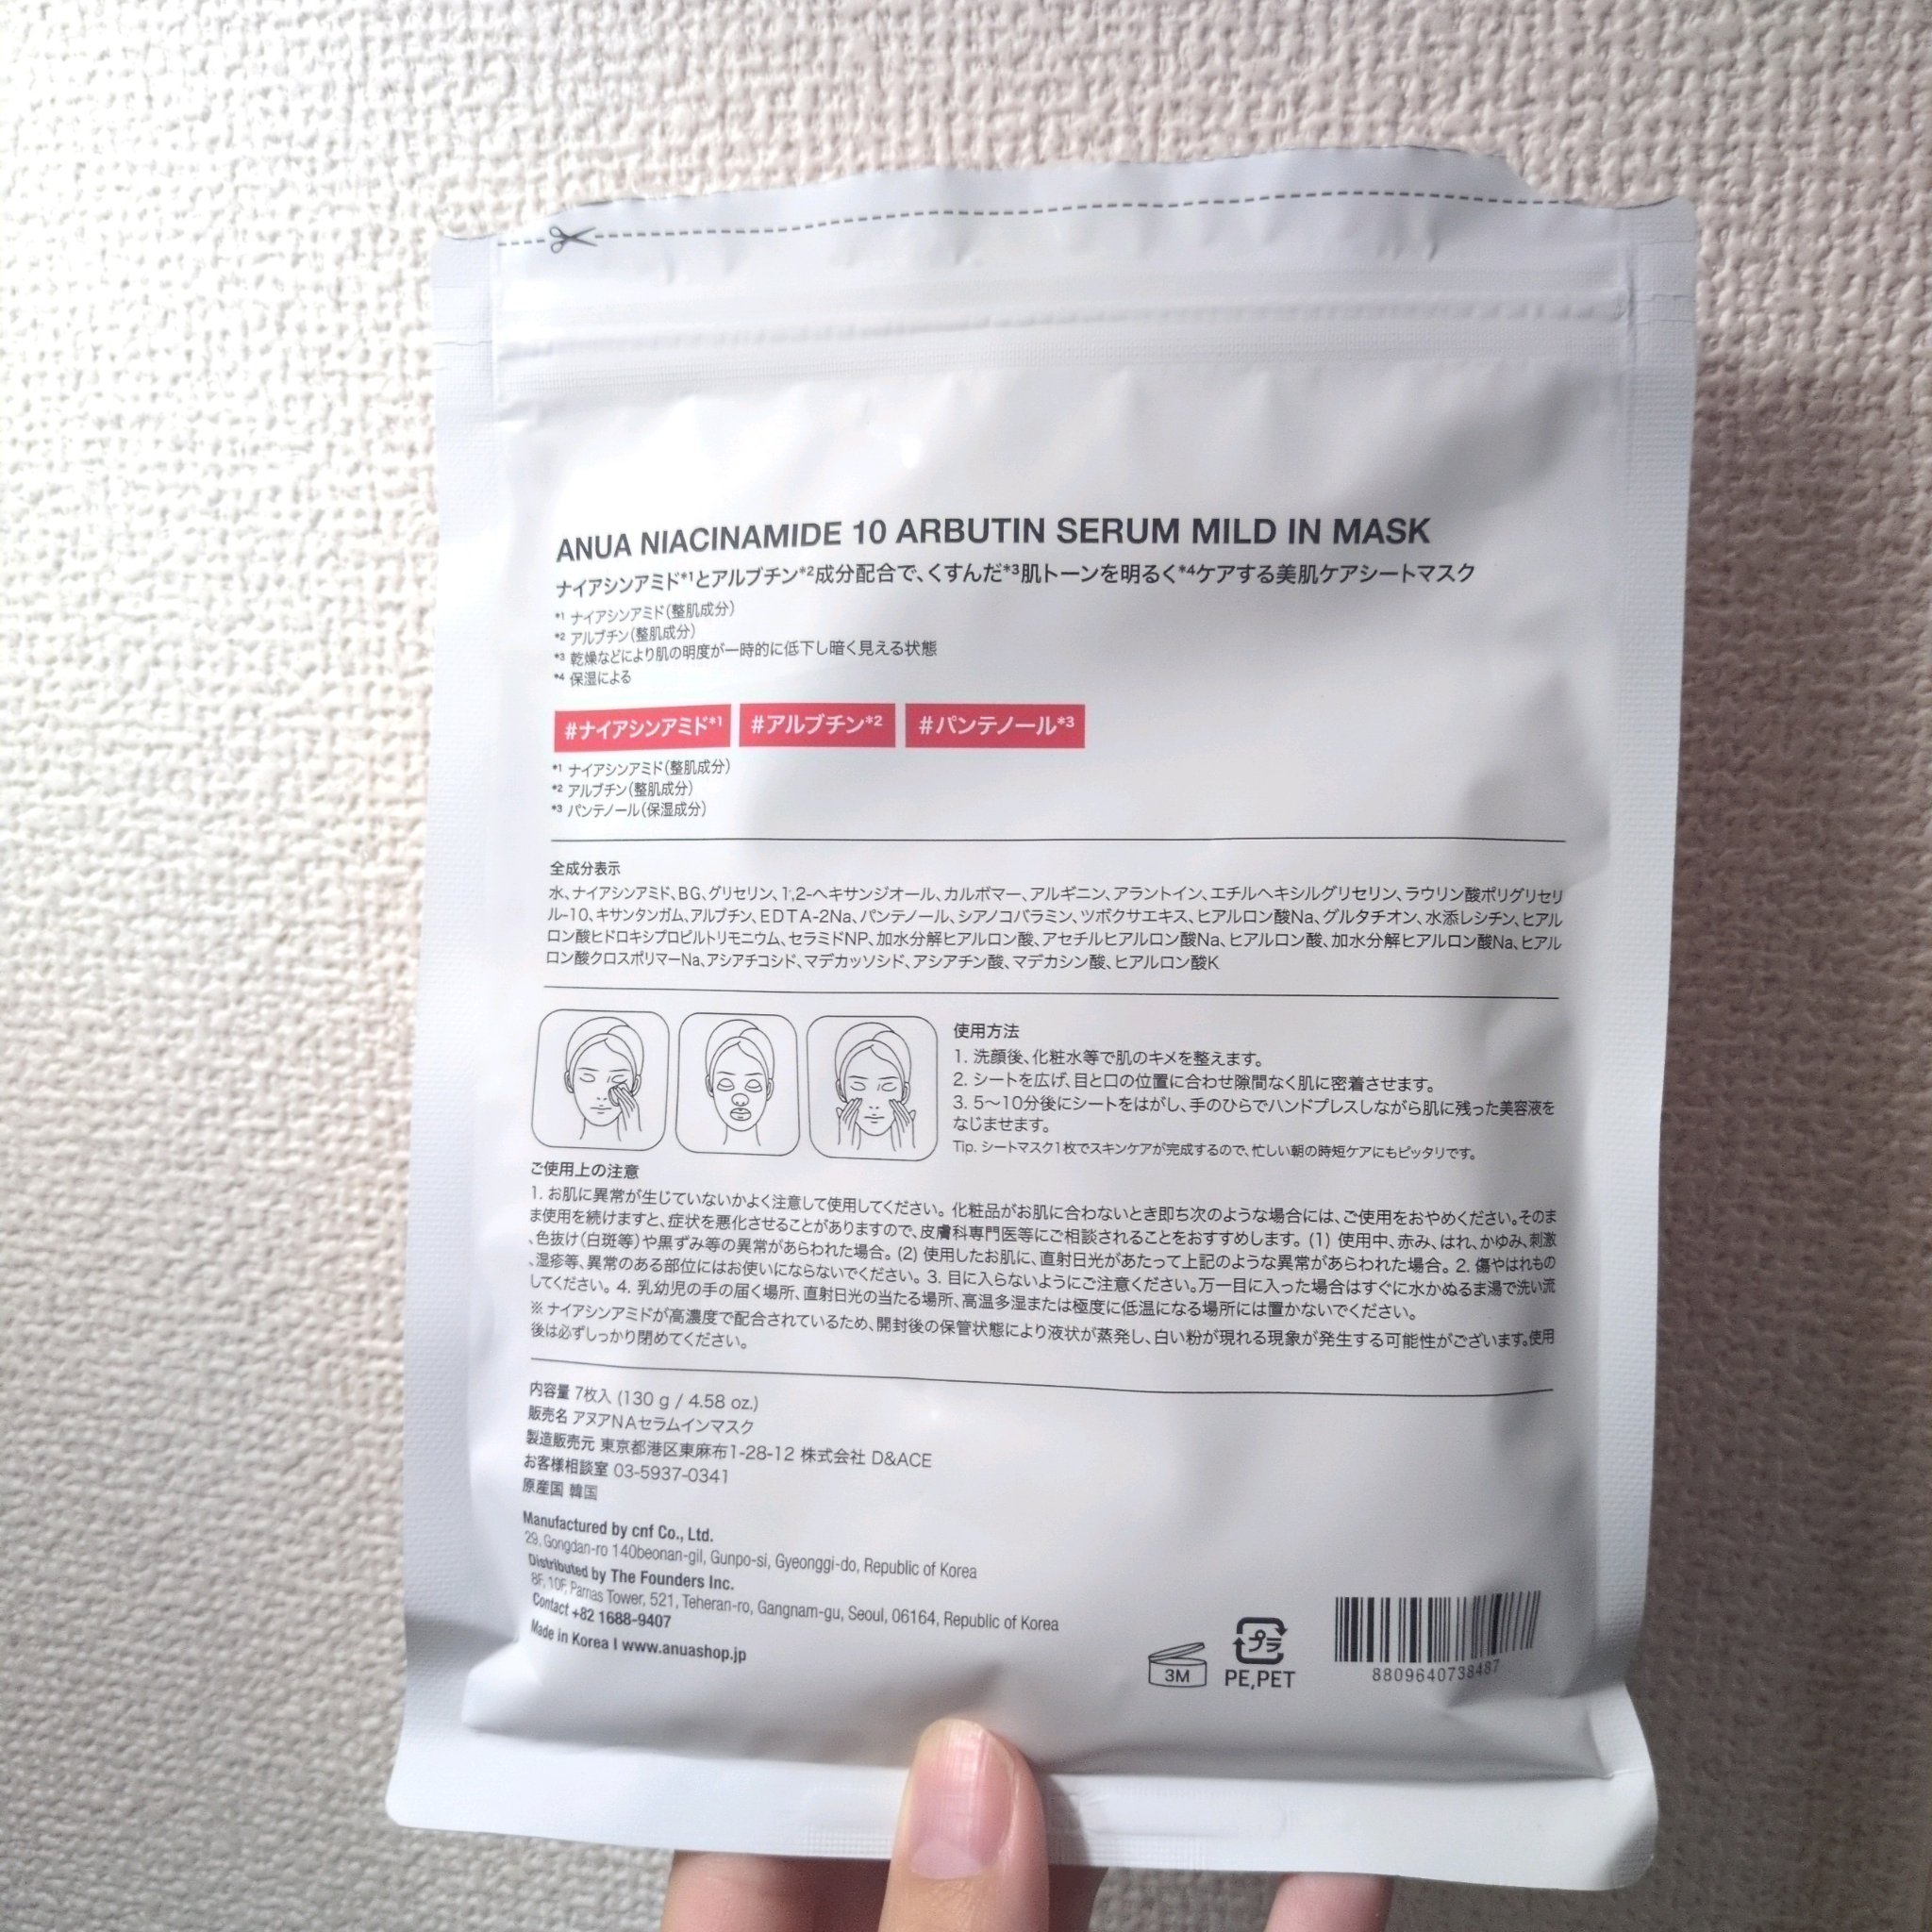 ANUA NIACINAMIDE 10 ARBUTIN SERUM MILD IN MASK
ナイアシンアミド*1とアルブチン*2成分配合で、くすんだ*3肌トーンを明るく*4ケアする美肌ケアシートマスク
*1 ナイアシンアミド(整肌成分)
*2 アルブチン(整肌成分)
*3 乾燥などにより肌の明度が一時的に低下し暗く見える状態
*4 保湿による
#ナイアシンアミド*1 #アルブチン*2 #パンテノール*3
*1 ナイアシンアミド(整肌成分)
*2 アルブチン(整肌成分)
*3 パンテノール(保湿成分)
全成分表示
水、ナイアシンアミド、BG、グリセリン、1,2-ヘキサンジオール、カルボマー、アルギニン、アラントイン、エチルヘキシルグリセリン、ラウリン酸ポリグリセリ
ル-10、キサンタンガム、アルブチン、EDTA-2Na、パンテノール、シアノコバラミン、ツボクサエキス、ヒアルロン酸Na、グルタチオン、水添レシチン、ヒアル
ロン酸ヒドロキシプロピルトリモニウム、セラミドNP、加水分解ヒアルロン酸、アセチルヒアルロン酸Na、ヒアルロン酸、加水分解ヒアルロン酸Na、ヒアル
ロン酸クロスポリマーNa、アシアチコシド、マデカッソシド、アシアチン酸、マデカシン酸、ヒアルロン酸K
使用方法
1. 洗顔後、化粧水等で肌のキメを整えます。
2. シートを広げ、目と口の位置に合わせ隙間なく肌に密着させます。
3. 5～10分後にシートをはがし、手のひらでハンドプレスしながら肌に残った美容液を
なじませます。
Tip. シートマスク1枚でスキンケアが完成するので、忙しい朝の時短ケアにもピッタリです。
ご使用上の注意
1. お肌に異常が生じていないかよく注意して使用してください。化粧品がお肌に合わないとき即ち次のような場合には、ご使用をおやめください。そのま
ま使用を続けますと、症状を悪化させることがありますので、皮膚科専門医等にご相談されることをおすすめします。(1) 使用中、赤み、はれ、かゆみ、刺激
、色抜け(白斑等)や黒ずみ等の異常があらわれた場合。(2) 使用したお肌に、直射日光があたって上記のような異常があらわれた場合。2. 傷やはれもの
、湿疹等、異常のある部位にはお使いにならないでください。3. 目に入らないようにご注意ください。万一目に入った場合はすぐに水かぬるま湯で洗い流
してください。4. 乳幼児の手の届く場所、直射日光の当たる場所、高温多湿または極度に低温になる場所には置かないでください。
※ ナイアシンアミドが高濃度で配合されているため、開封後の保管状態により液状が蒸発し、白い粉が現れる現象が発生する可能性がございます。使用
後は必ずしっかり閉めてください。
内容量 7枚入 (130 g / 4.58 oz.)
販売名 アヌアNAセラムインマスク
製造販売元 東京都港区東麻布1-28-12 株式会社 D&ACE
お客様相談室 03-5937-0341
原産国 韓国
Manufactured by cnf Co., Ltd.
29, Gongdan-ro 140beonan-gil, Gunpo-si, Gyeonggi-do, Republic of Korea
Distributed by The Founders Inc.
8F, 10F, Parnas Tower, 521, Teheran-ro, Gangnam-gu, Seoul, 06164, Republic of Korea
Contact +82 1688-9407
Made in Korea I www.anuashop.jp
3M
プラ
PE,PET
8809640738487